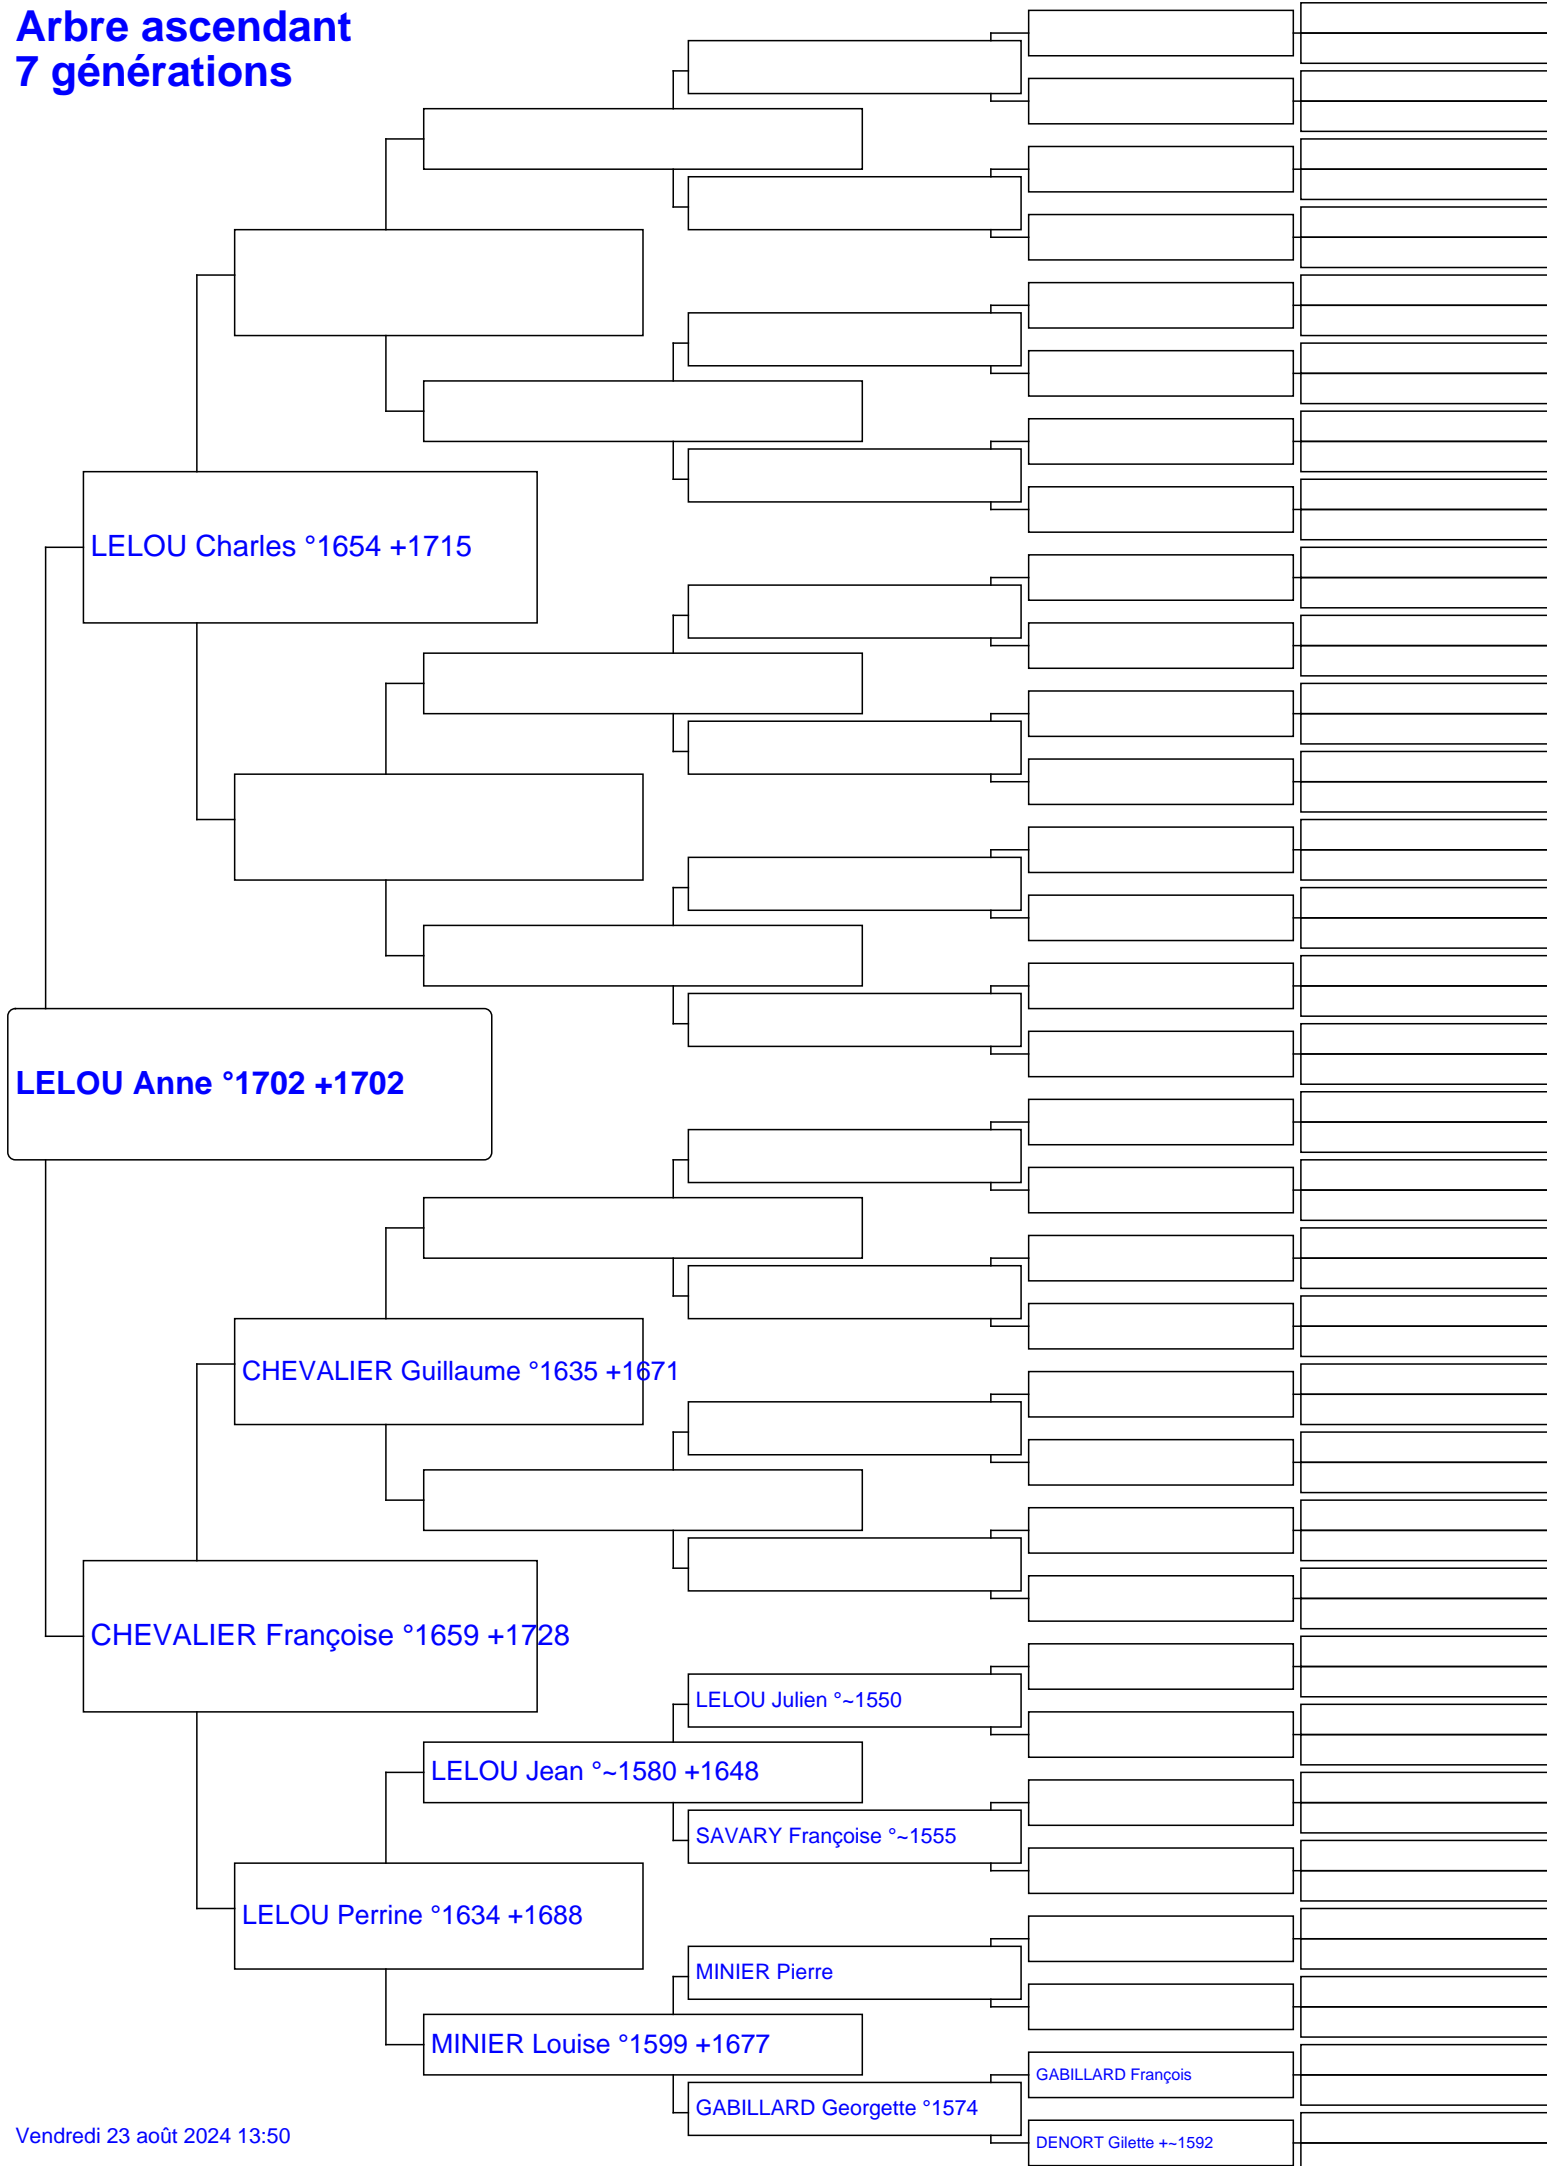 Arbre ascendant
7 générations
LELOU Charles °1654 +1715
LELOU Anne °1702 +1702
CHEVALIER Guillaume °1635 +1671
CHEVALIER Françoise °1659 +1728
LELOU Julien °~1550
LELOU Jean °~1580 +1648
SAVARY Françoise °~1555
LELOU Perrine °1634 +1688
MINIER Pierre
MINIER Louise °1599 +1677
GABILLARD François
GABILLARD Georgette °1574
DENORT Gilette +~1592
Vendredi 23 août 2024 13:50